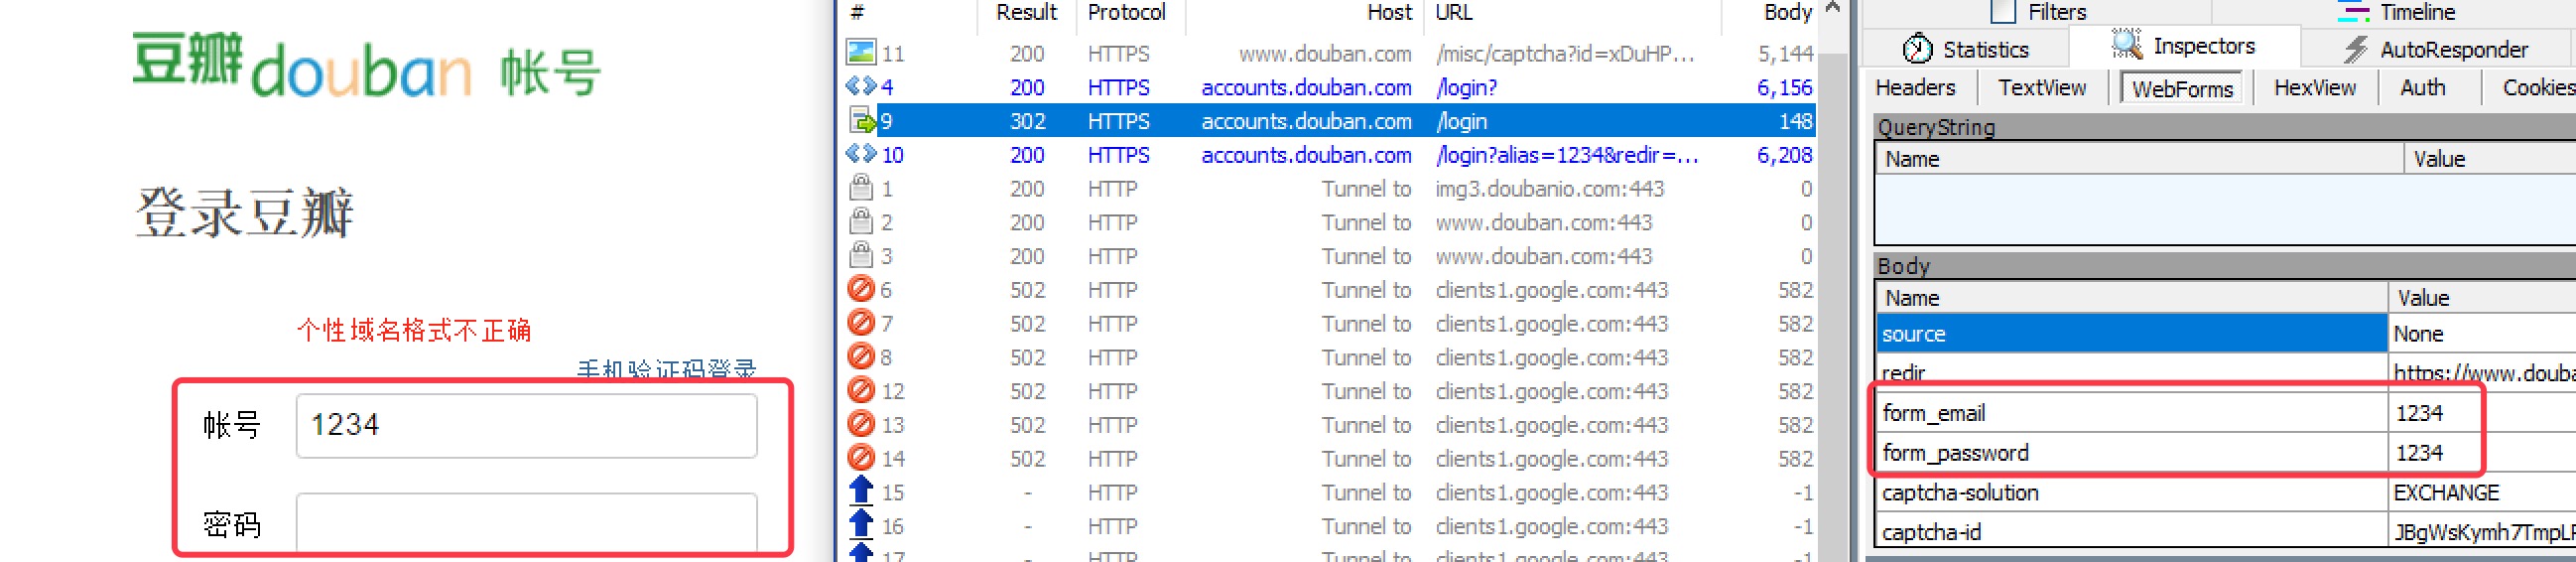 豆瓣douban 帐号
登录豆瓣
个性域名格式不正确
手机验证码登录
帐号 1234
密码
# Result Protocol Host URL Body
11 200 HTTPS www.douban.com /misc/captcha?id=xDuHP... 5,144
4 200 HTTPS accounts.douban.com /login? 6,156
9 302 HTTPS accounts.douban.com /login 148
10 200 HTTPS accounts.douban.com /login?alias=1234&redir=... 6,208
1 200 HTTP Tunnel to img3.doubanio.com:443 0
2 200 HTTP Tunnel to www.douban.com:443 0
3 200 HTTP Tunnel to www.douban.com:443 0
6 502 HTTP Tunnel to clients1.google.com:443 582
7 502 HTTP Tunnel to clients1.google.com:443 582
8 502 HTTP Tunnel to clients1.google.com:443 582
12 502 HTTP Tunnel to clients1.google.com:443 582
13 502 HTTP Tunnel to clients1.google.com:443 582
14 502 HTTP Tunnel to clients1.google.com:443 582
15 - HTTP Tunnel to clients1.google.com:443 -1
16 - HTTP Tunnel to clients1.google.com:443 -1
17 - HTTP Tunnel to clients1.google.com:443 -1
Filters Timeline
Statistics Inspectors AutoResponder
Headers TextView WebForms HexView Auth Cookies
QueryString
Name Value
Body
Name Value
source None
redir https://www.douba
form_email 1234
form_password 1234
captcha-solution EXCHANGE
captcha-id JBgWsKymh7TmpLF